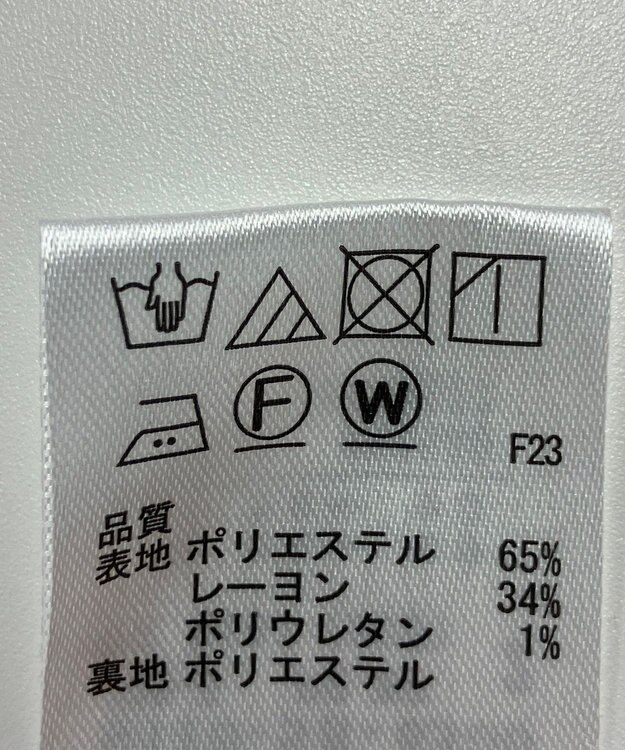 F W
F23
品質
表地 ポリエステル 65%
レーヨン 34%
ポリウレタン 1%
裏地 ポリエステル